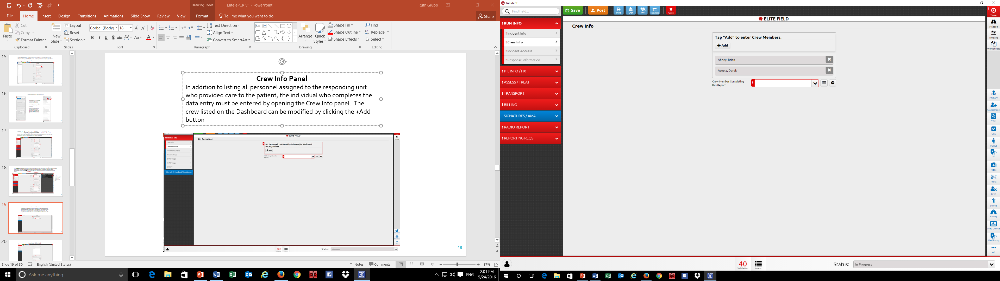 Drawing Tools
Elite ePCR V1 - PowerPoint
Ruth Grubb
File
Home
Insert
Design
Transitions
Animations
Slide Show
Review
View
Format
Tell me what you want to do
Share
Paste
Cut
Copy
Format Painter
Clipboard
New
Slide
Layout
Reset
Section
Slides
Corbel (Body)
18
Font
Text Direction
Align Text
Convert to SmartArt
Paragraph
Arrange
Quick
Styles
Shape Fill
Shape Outline
Shape Effects
Drawing
Find
Replace
Select
Editing
15
16
17
18
19
20
Crew Info Panel
In addition to listing all personnel assigned to the responding unit
who provided care to the patient, the individual who completes the
data entry must be entered by opening the Crew Info panel. The
crew listed on the Dashboard can be modified by clicking the +Add
button
ELITE FIELD
BH Personnel
BH Personnel: List Base Physician and/or Additional
MICNs/Trainee
Add
BHR Run Info
BH Personnel
Treatment Orders
Trauma Triage
89
Status:
In Progress
19
Slide 19 of 30
English (United States)
Notes
Comments
87%
Ask me anything
ENG
2:01 PM
5/24/2016
Incident
Find field...
Save
Post
Print
CAD
EKG
Transfers
Close
ELITE FIELD
! RUN INFO
! Incident Info
! Crew Info
! Incident Address
! Response Information
! PT. INFO / HX
! ASSESS / TREAT
! TRANSPORT
! BILLING
SIGNATURES / AMA
! RADIO REPORT
! REPORTING REQS
Crew Info
Tap "Add" to enter Crew Members.
+ Add
Abney, Brian
Acosta, Derek
Crew Member Completing
this Report:
Times
Mileage
Timeline
Worksheets
Primary
Assessments
Vital
GCS
PQRST
IV
Meds
Procs
SMR
Stroke
Airway
Med Device
Med Pump
All
40
Validation
Menu
Status:
In Progress
ELITE
FIELD